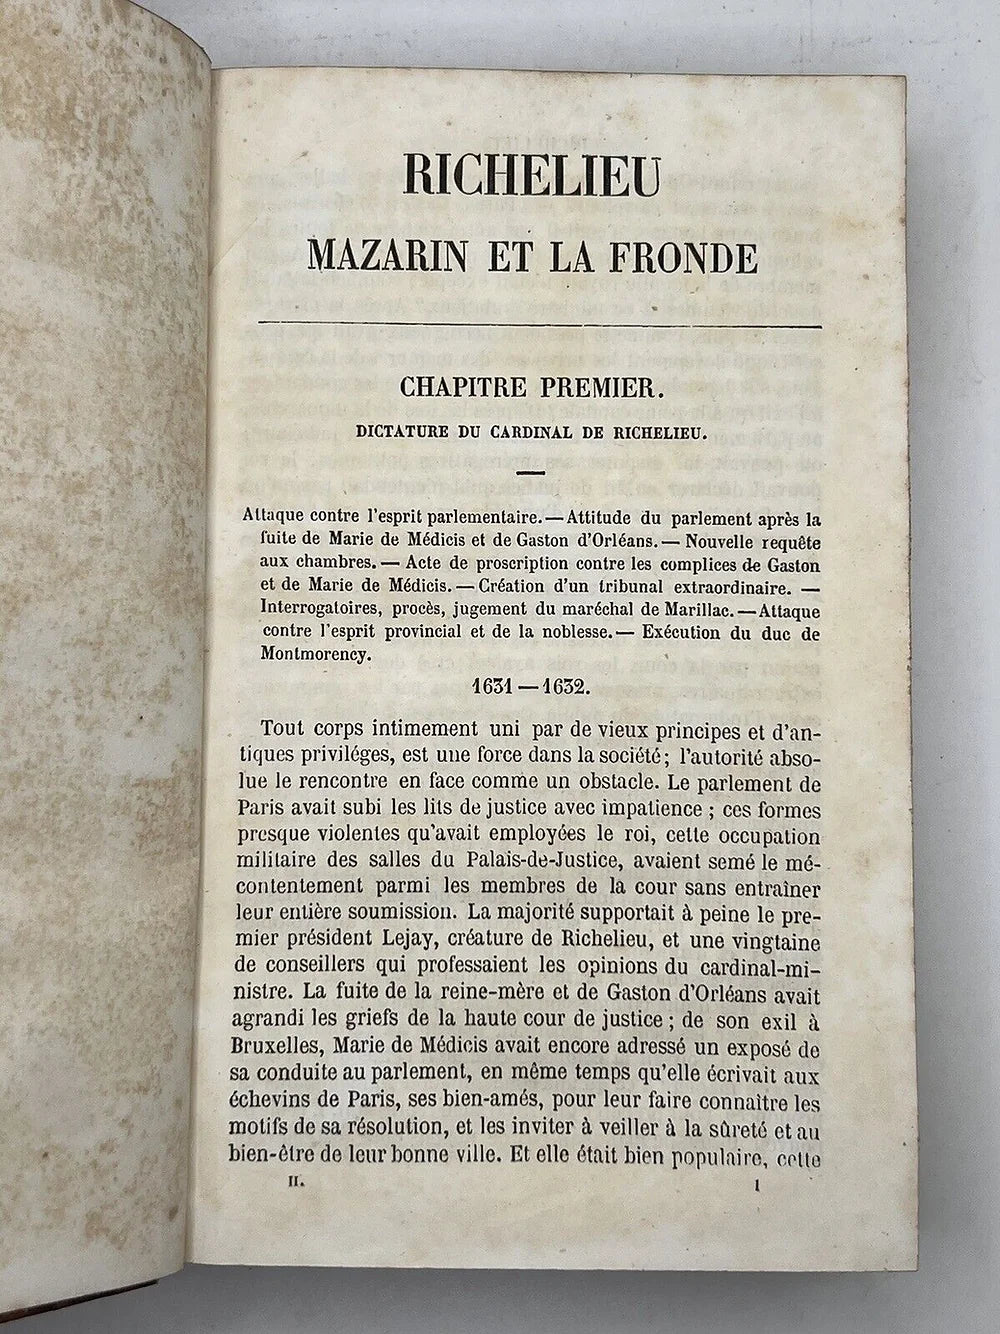 RICHELIEU
MAZARIN ET LA FRONDE
CHAPITRE PREMIER.
DICTATURE DU CARDINAL DE RICHELIEU.
Attaque contre l'esprit parlementaire. — Attitude du parlement après la
fuite de Marie de Médicis et de Gaston d'Orléans. — Nouvelle requête
aux chambres. — Acte de proscription contre les complices de Gaston
et de Marie de Médicis. — Création d'un tribunal extraordinaire. —
Interrogatoires, procès, jugement du maréchal de Marillac. — Attaque
contre l'esprit provincial et de la noblesse. — Exécution du duc de
Montmorency.
1631 — 1632.
Tout corps intimement uni par de vieux principes et d'an-
tiques priviléges, est une force dans la société; l'autorité abso-
lue le rencontre en face comme un obstacle. Le parlement de
Paris avait subi les lits de justice avec impatience ; ces formes
presque violentes qu'avait employées le roi, cette occupation
militaire des salles du Palais-de-Justice, avaient semé le mé-
contentement parmi les membres de la cour sans entraîner
leur entière soumission. La majorité supportait à peine le pre-
mier président Lejay, créature de Richelieu, et une vingtaine
de conseillers qui professaient les opinions du cardinal-mi-
nistre. La fuite de la reine-mère et de Gaston d'Orléans avait
agrandi les griefs de la haute cour de justice ; de son exil à
Bruxelles, Marie de Médicis avait encore adressé un exposé de
sa conduite au parlement, en même temps qu'elle écrivait aux
échevins de Paris, ses bien-amés, pour leur faire connaître les
motifs de sa résolution, et les inviter à veiller à la sûreté et au
bien-être de leur bonne ville. Et elle était bien populaire, cette
II. 1